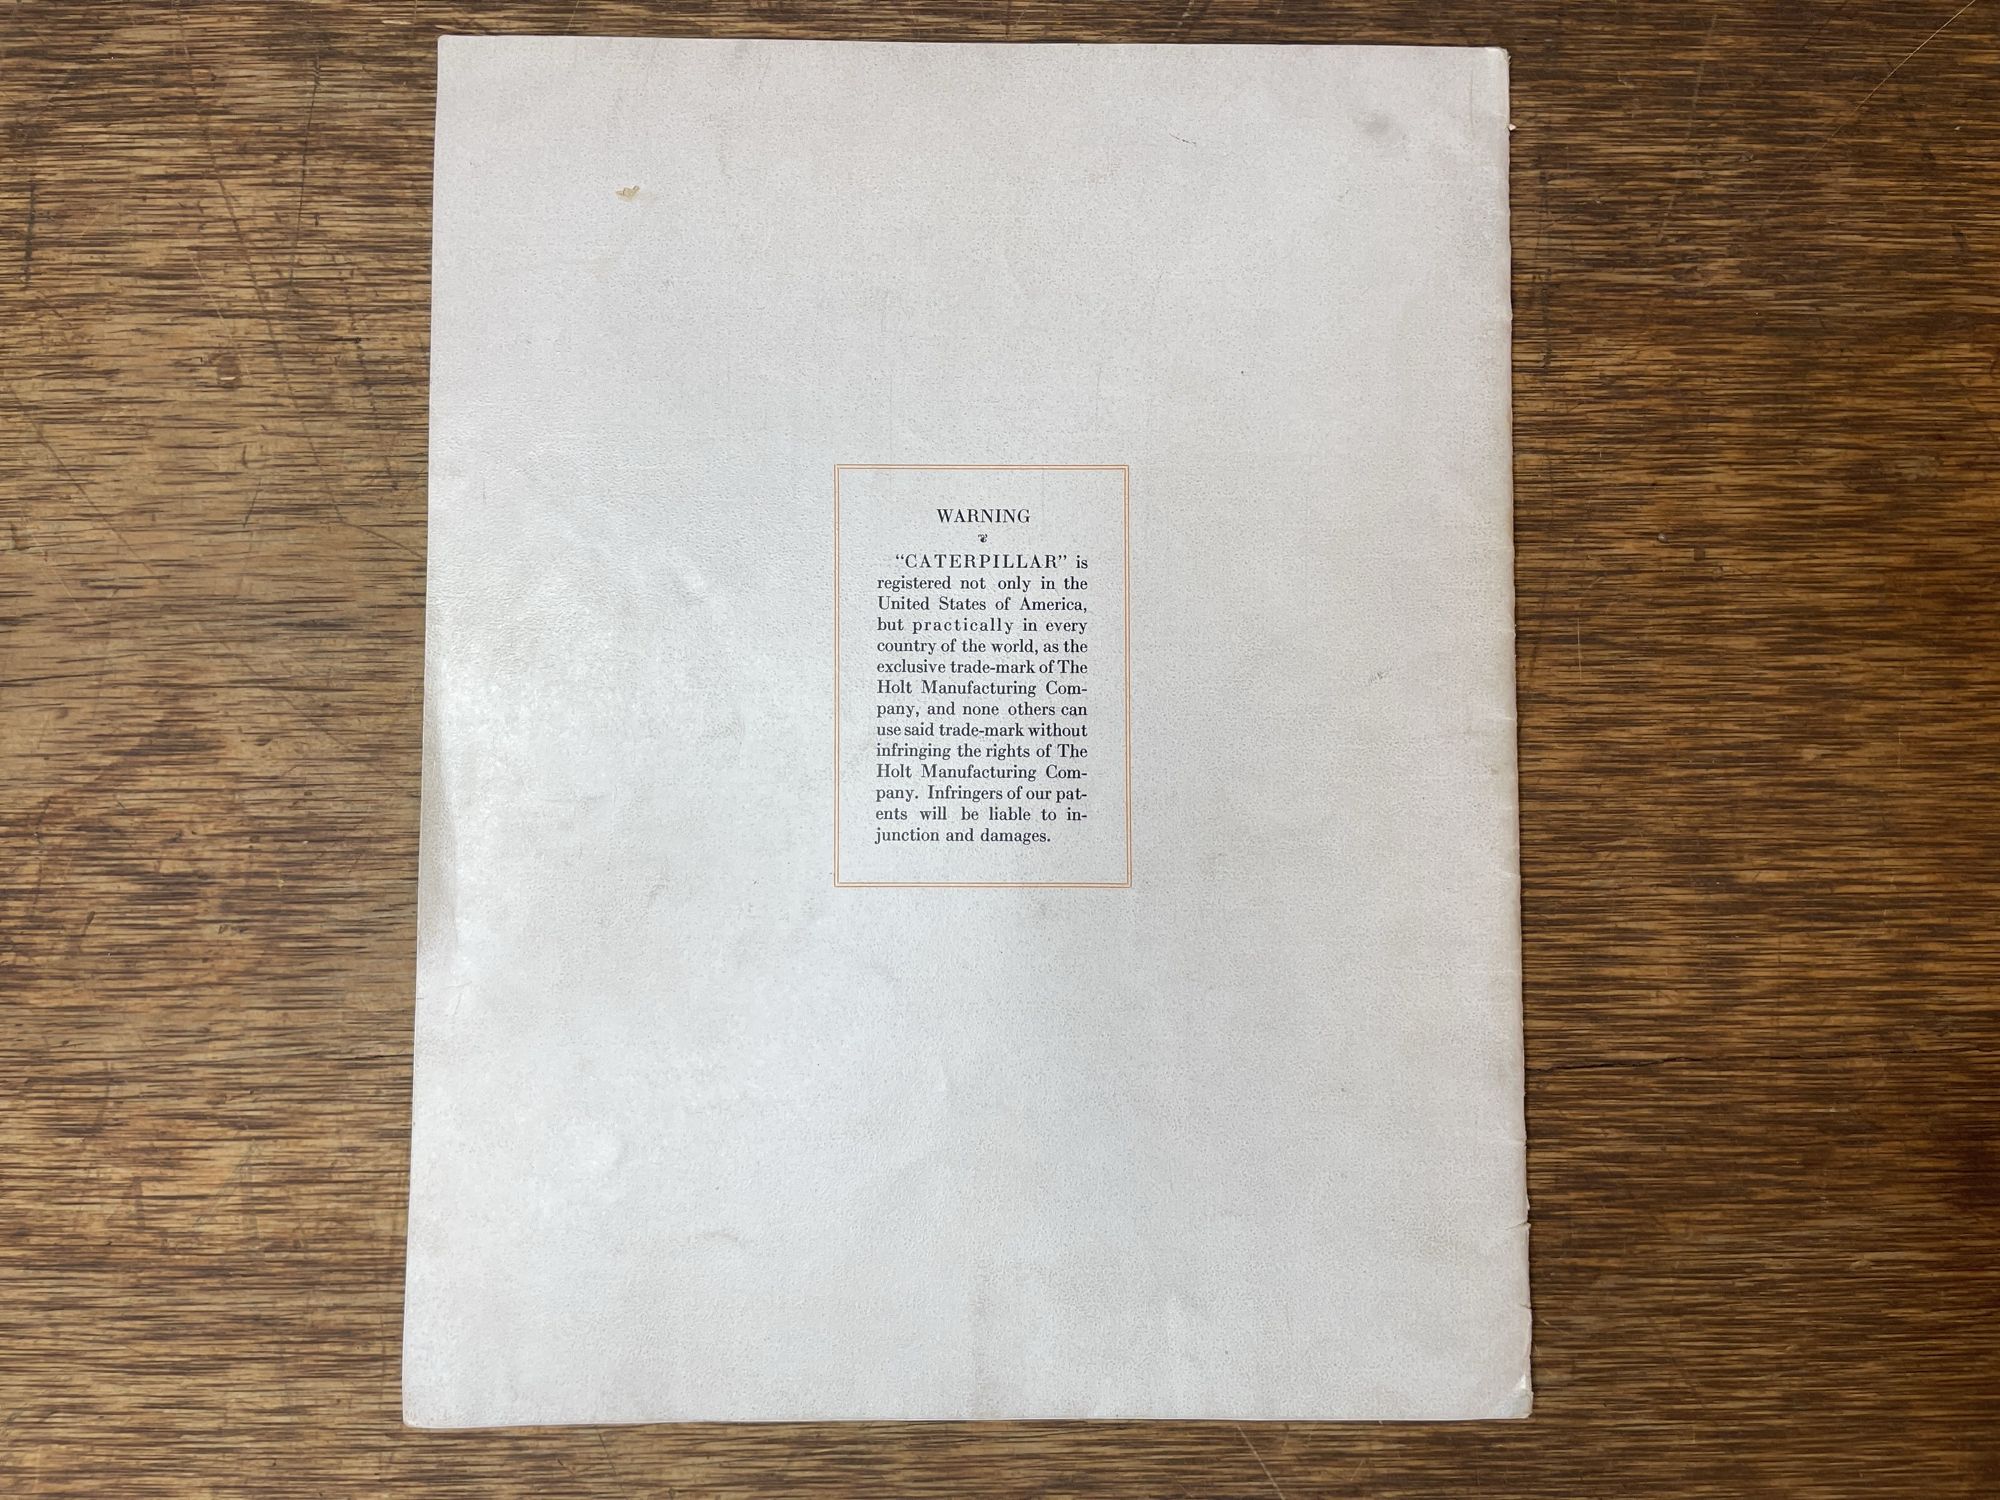 WARNING
"CATERPILLAR" is
registered not only in the
United States of America,
but practically in every
country of the world, as the
exclusive trade-mark of The
Holt Manufacturing Com-
pany, and none others can
use said trade-mark without
infringing the rights of The
Holt Manufacturing Com-
pany. Infringers of our pat-
ents will be liable to in-
junction and damages.